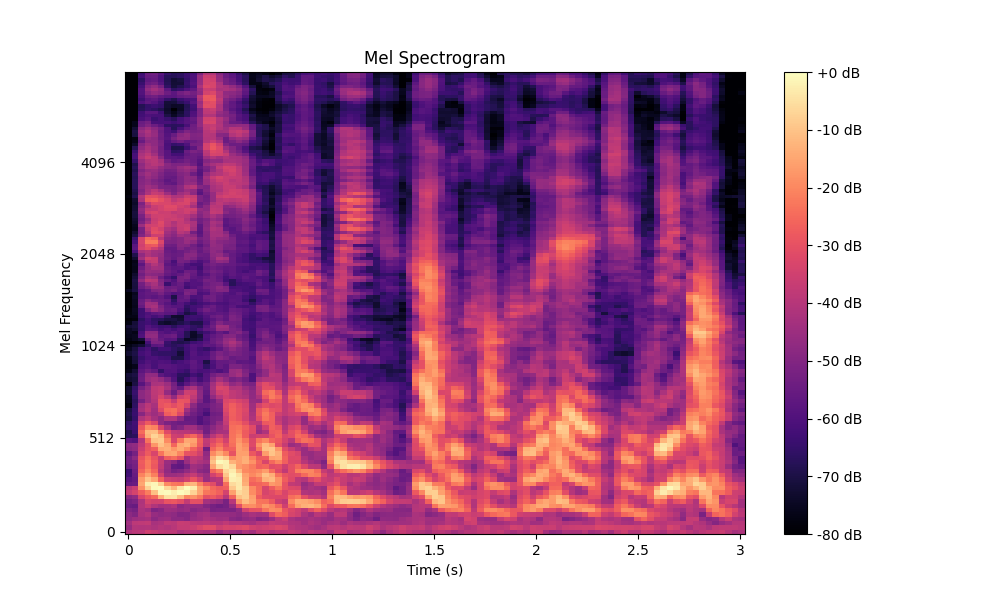 Mel Spectrogram
Mel Frequency
4096
2048
1024
512
0
0
0.5
1
1.5
2
2.5
3
Time (s)
+0 dB
-10 dB
-20 dB
-30 dB
-40 dB
-50 dB
-60 dB
-70 dB
-80 dB